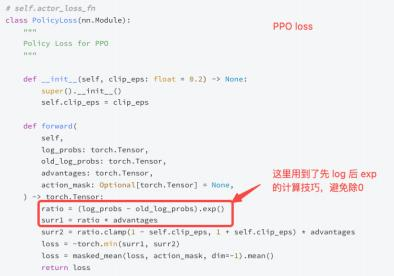 # self.actor_loss_fn
class PolicyLoss(nn.Module):
    """
    Policy Loss for PPO
    """
PPO loss
    def __init__(self, clip_eps: float = 0.2) -> None:
        super().__init__()
        self.clip_eps = clip_eps
    def forward(
        self,
        log_probs: torch.Tensor,
        old_log_probs: torch.Tensor,
        advantages: torch.Tensor,
        action_mask: Optional[torch.Tensor] = None,
    ) -> torch.Tensor:
        ratio = (log_probs - old_log_probs).exp()
        surr1 = ratio * advantages
        surr2 = ratio.clamp(1 - self.clip_eps, 1 + self.clip_eps) * advantages
        loss = -torch.min(surr1, surr2)
        loss = masked_mean(loss, action_mask, dim=-1).mean()
        return loss
这里用到了先 log 后 exp
的计算技巧，避免除0